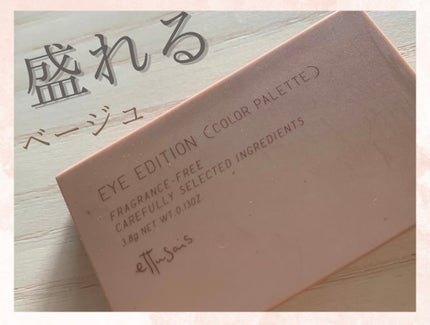 盛れる
ベージュ
EYE EDITION (COLOR PALETTE)
FRAGRANCE-FREE
CAREFULLY SELECTED INGREDIENTS
3.8g NET WT. 0.13OZ.
ettusais